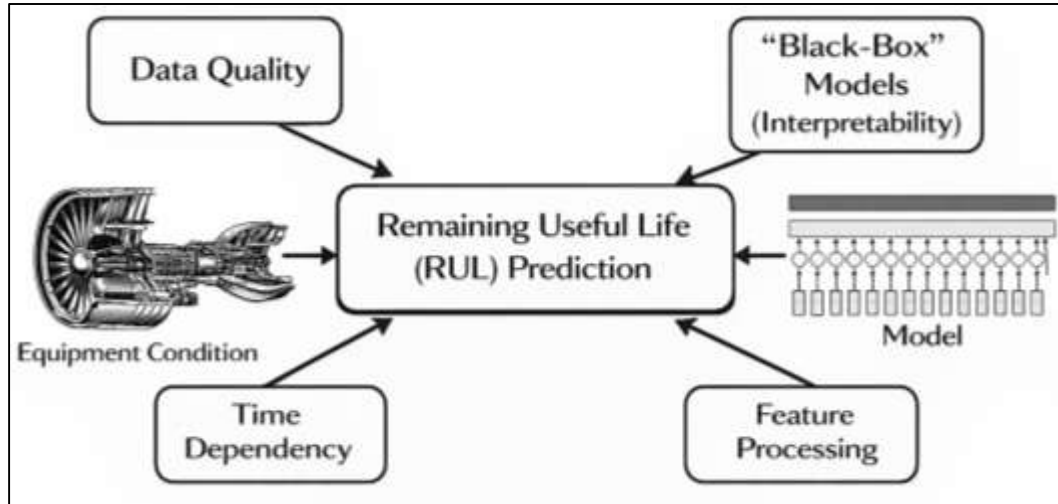 Data Quality
“Black-Box”
Models
(Interpretability)
Remaining Useful Life
(RUL) Prediction
Equipment Condition
Model
Time
Dependency
Feature
Processing